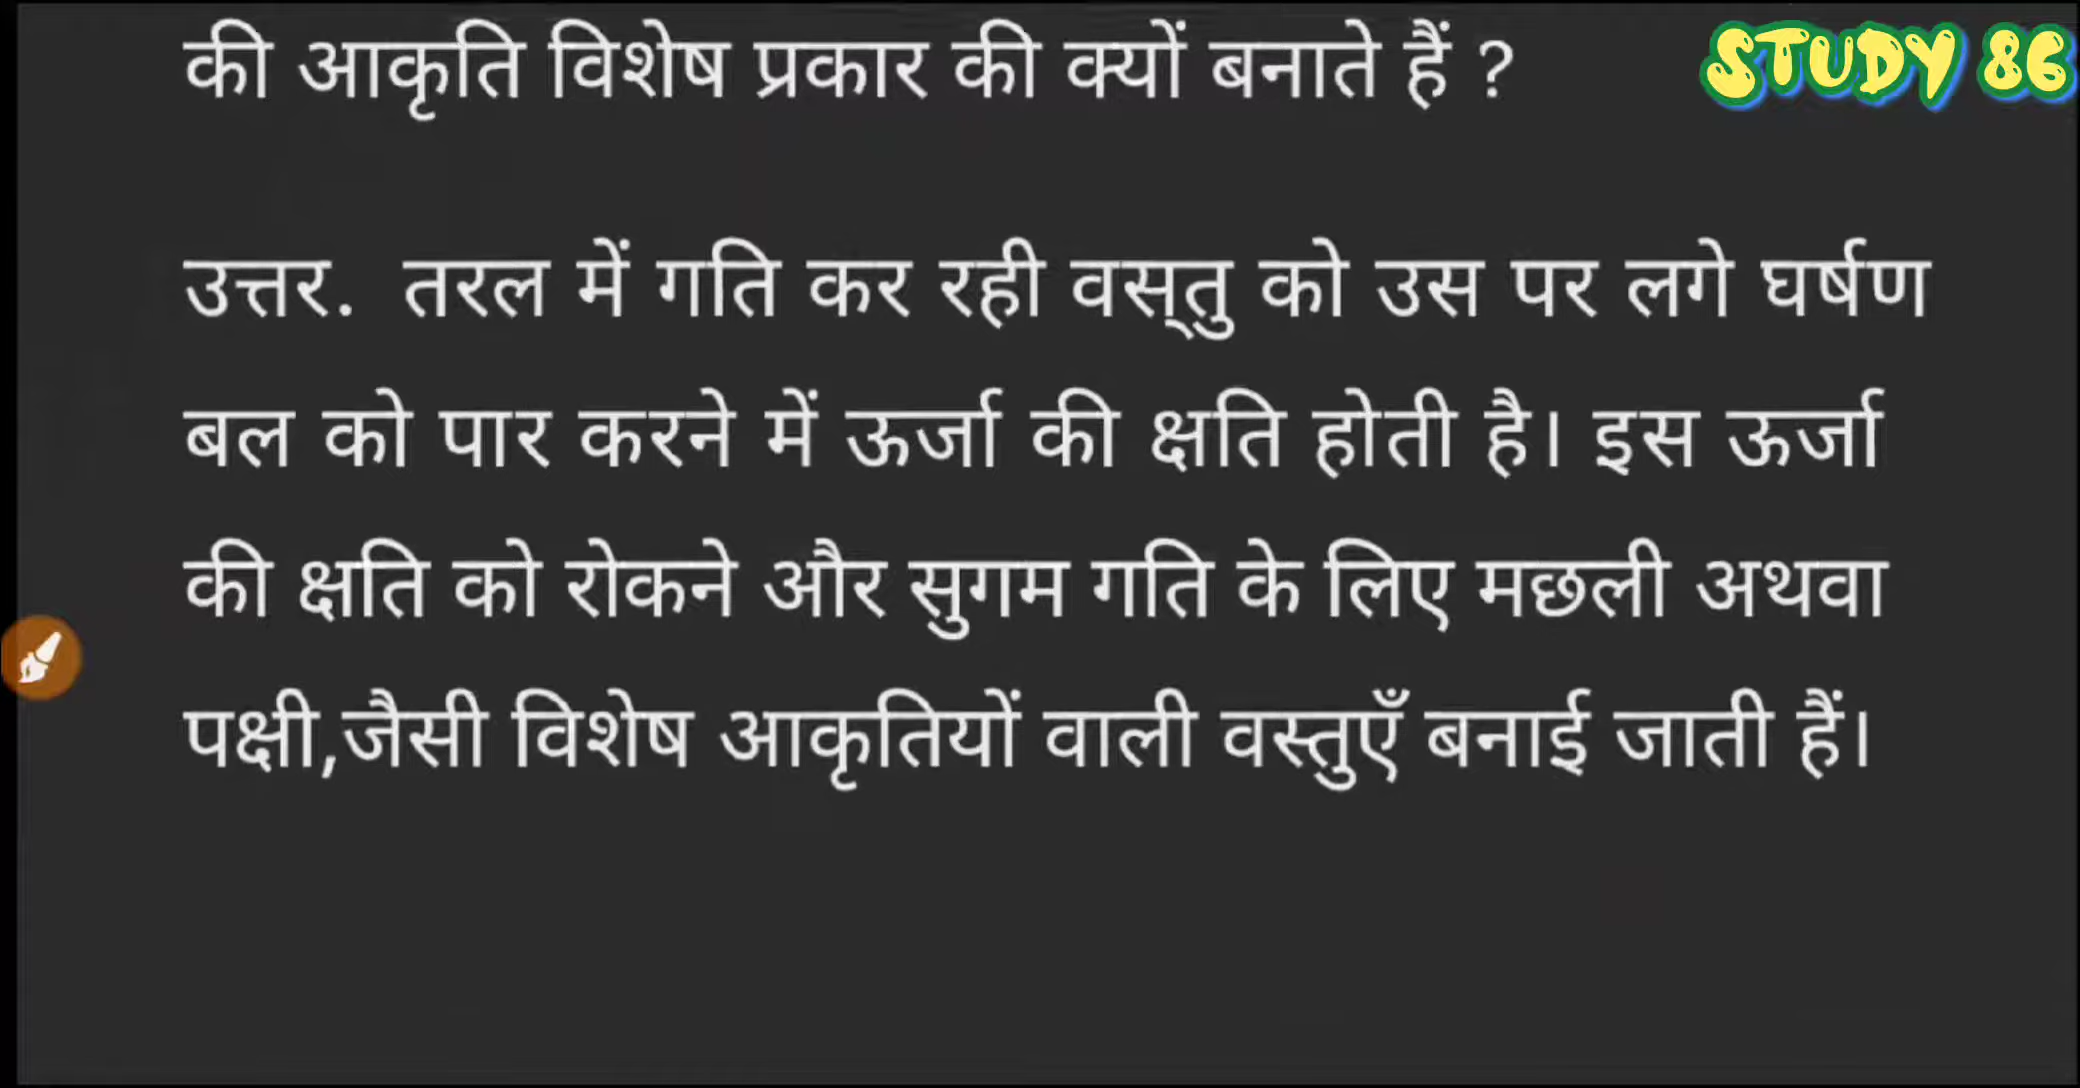 की आकृति विशेष प्रकार की क्यों बनाते हैं ?
STUDY 86
उत्तर. तरल में गति कर रही वस्‌तु को उस पर लगे घर्षण
बल को पार करने में ऊर्जा की क्षति होती है। इस ऊर्जा
की क्षति को रोकने और सुगम गति के लिए मछली अथवा
पक्षी,जैसी विशेष आकृतियों वाली वस्तुएँ बनाई जाती हैं।